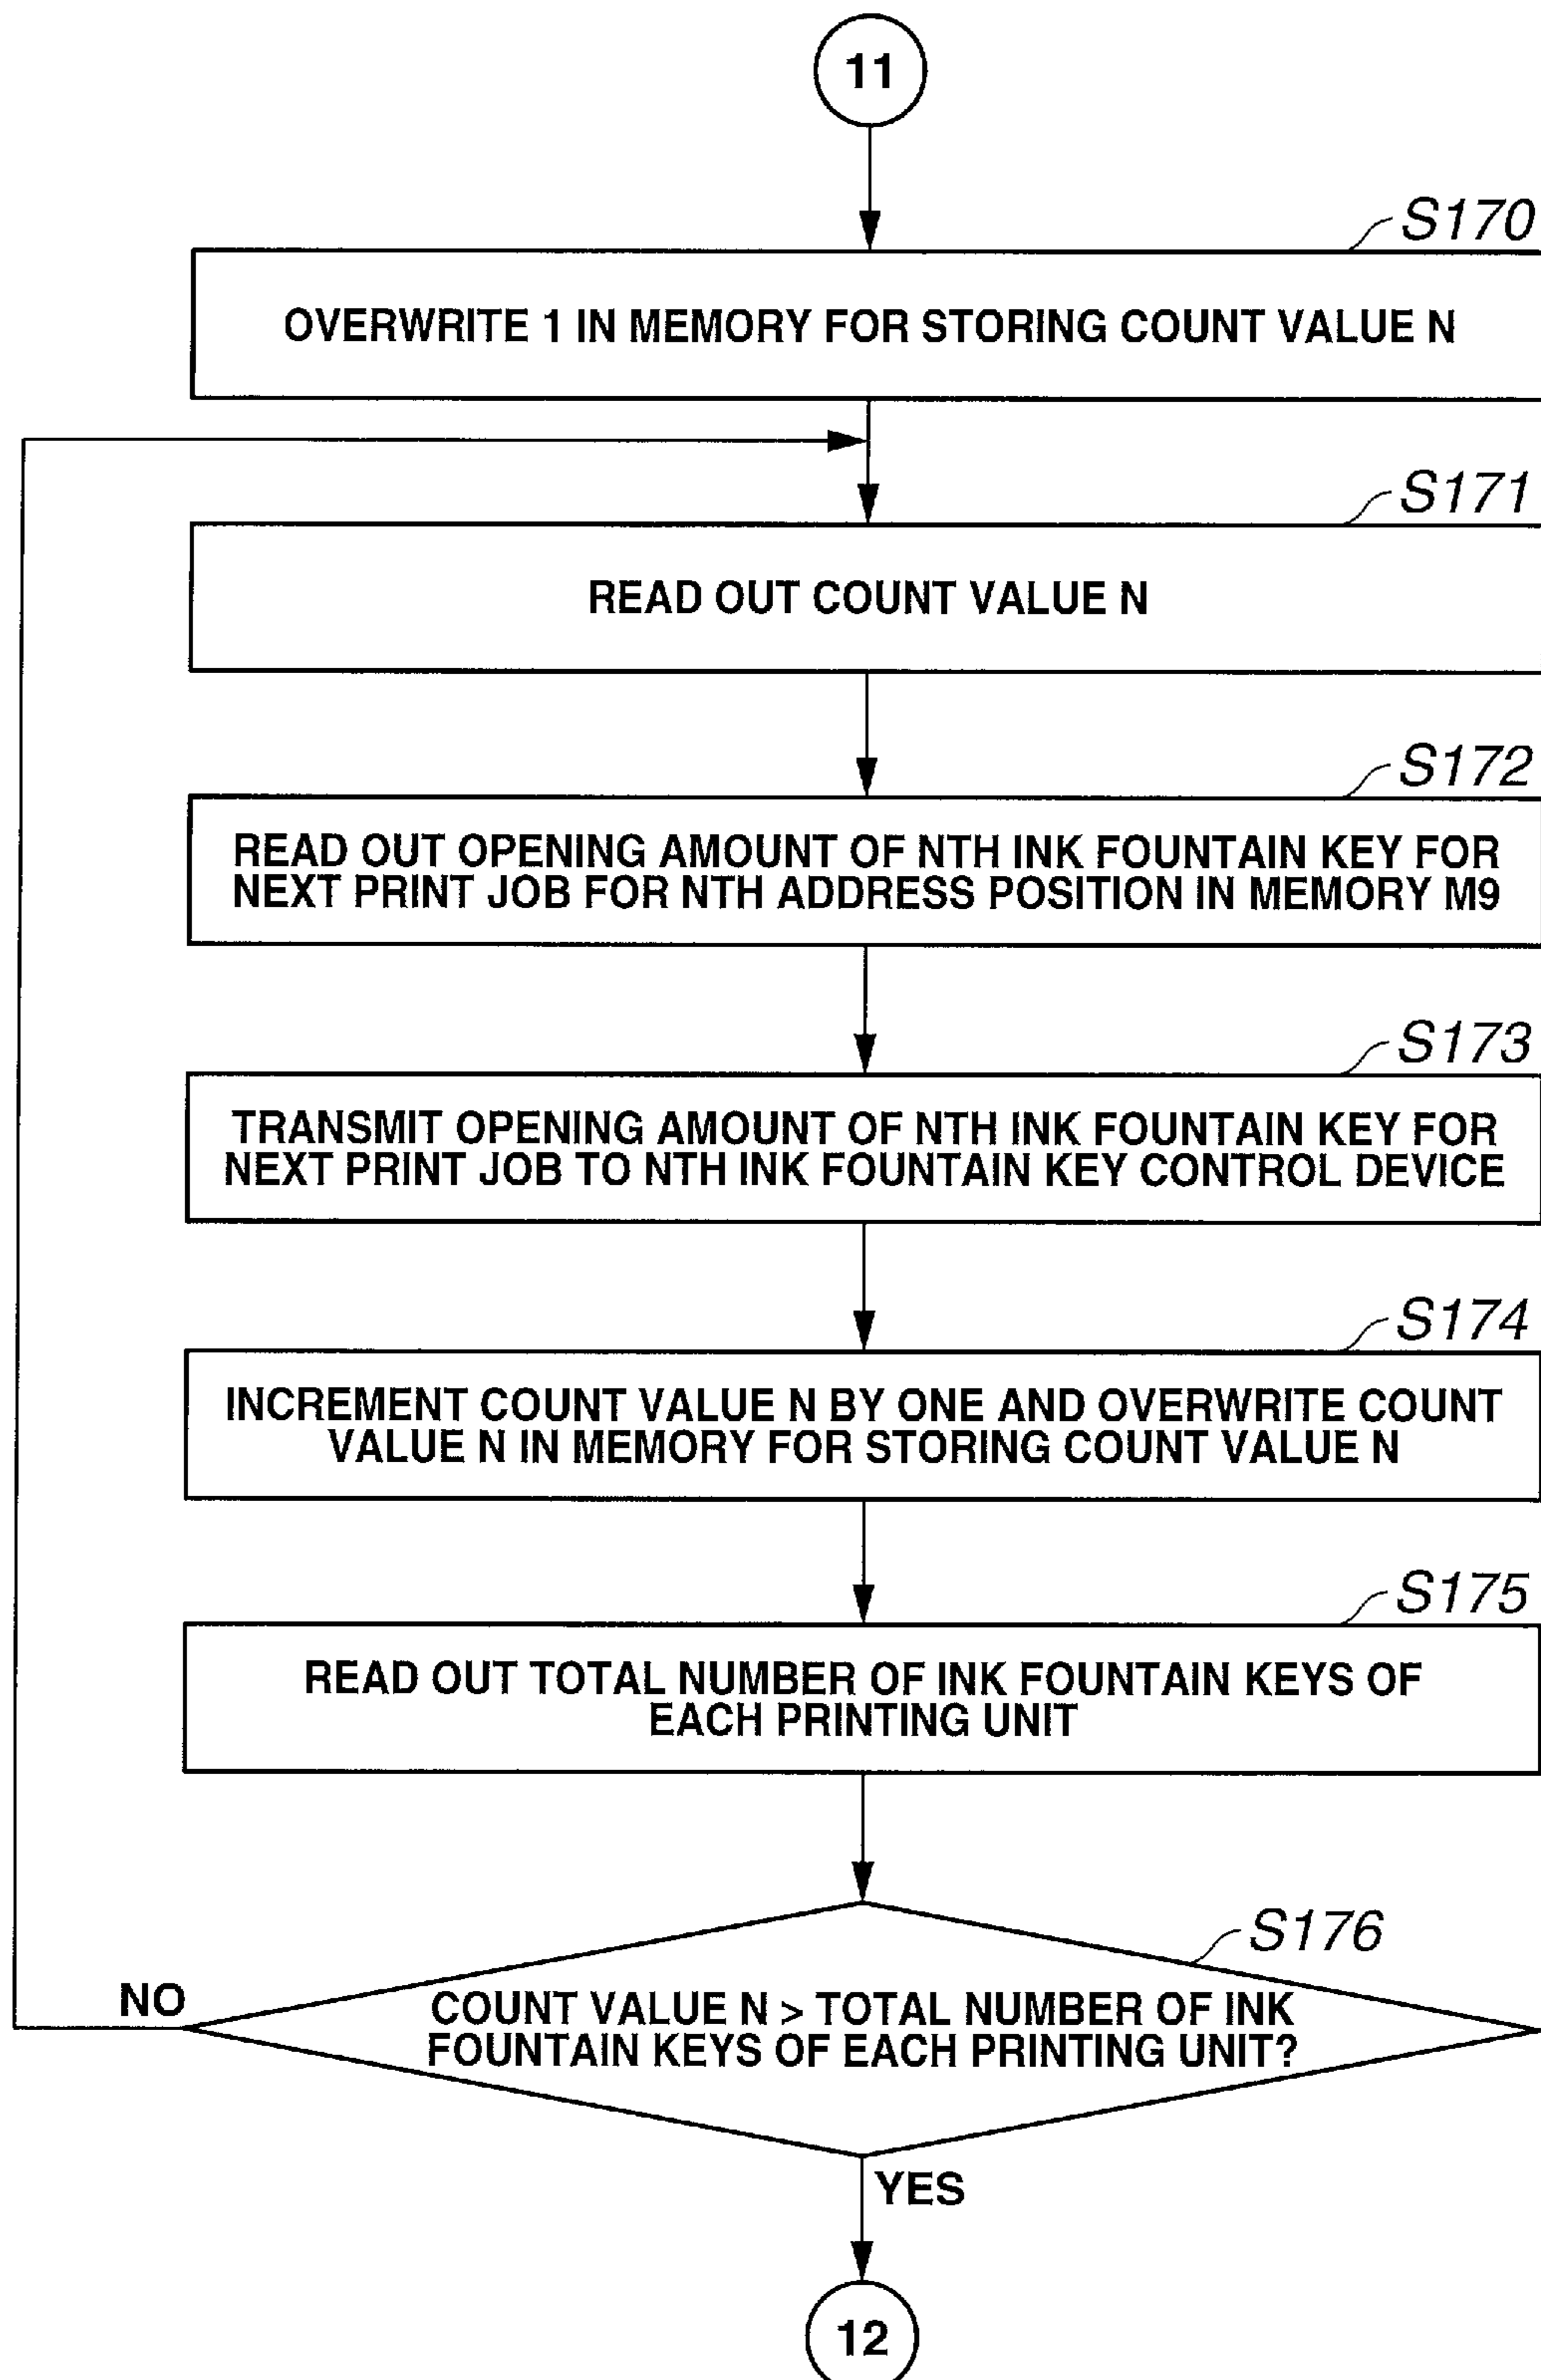 11
S170
OVERWRITE 1 IN MEMORY FOR STORING COUNT VALUE N
S171
READ OUT COUNT VALUE N
S172
READ OUT OPENING AMOUNT OF NTH INK FOUNTAIN KEY FOR
NEXT PRINT JOB FOR NTH ADDRESS POSITION IN MEMORY M9
S173
TRANSMIT OPENING AMOUNT OF NTH INK FOUNTAIN KEY FOR
NEXT PRINT JOB TO NTH INK FOUNTAIN KEY CONTROL DEVICE
S174
INCREMENT COUNT VALUE N BY ONE AND OVERWRITE COUNT
VALUE N IN MEMORY FOR STORING COUNT VALUE N
S175
READ OUT TOTAL NUMBER OF INK FOUNTAIN KEYS OF
EACH PRINTING UNIT
S176
NO
COUNT VALUE N > TOTAL NUMBER OF INK
FOUNTAIN KEYS OF EACH PRINTING UNIT?
YES
12